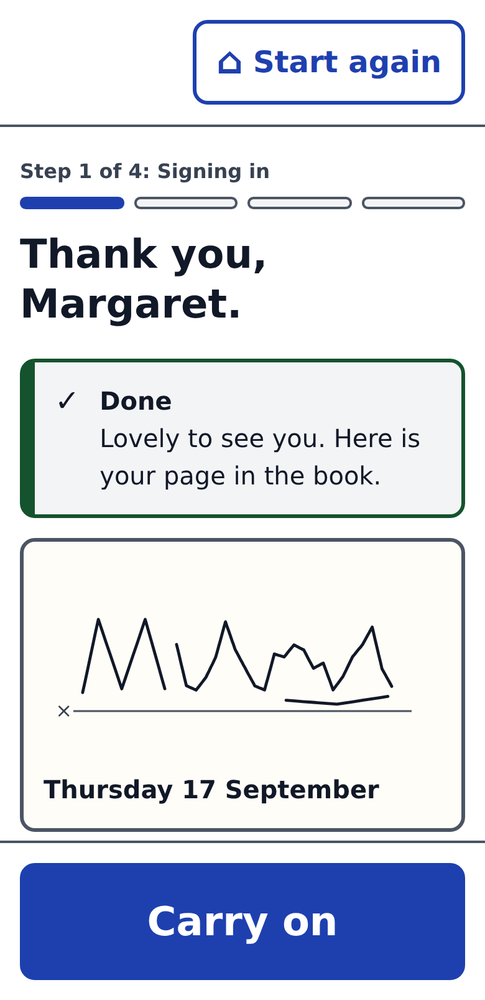 ⌂ Start again
Step 1 of 4: Signing in
Thank you,
Margaret.
✓ Done
Lovely to see you. Here is
your page in the book.
×
Thursday 17 September
Carry on